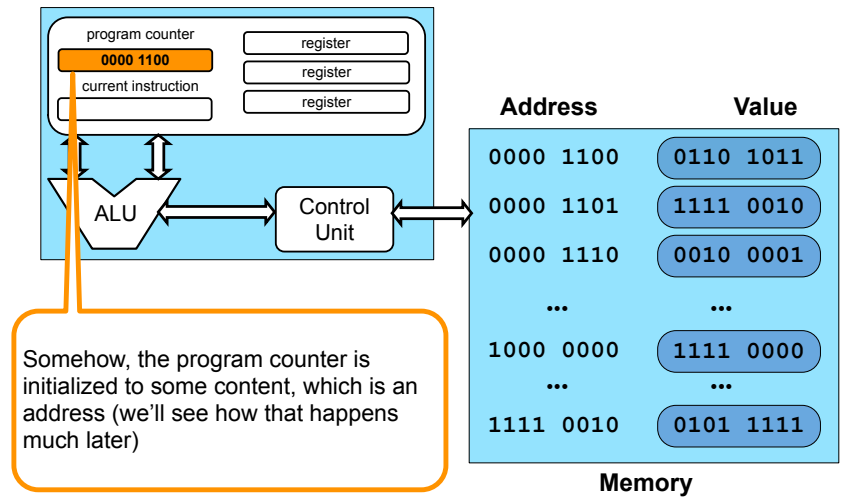 program counter
0000 1100
current instruction
register
register
register
ALU
Control
Unit
Address Value
0000 1100 0110 1011
0000 1101 1111 0010
0000 1110 0010 0001
... ...
1000 0000 1111 0000
... ...
1111 0010 0101 1111
Memory
Somehow, the program counter is
initialized to some content, which is an
address (we’ll see how that happens
much later)